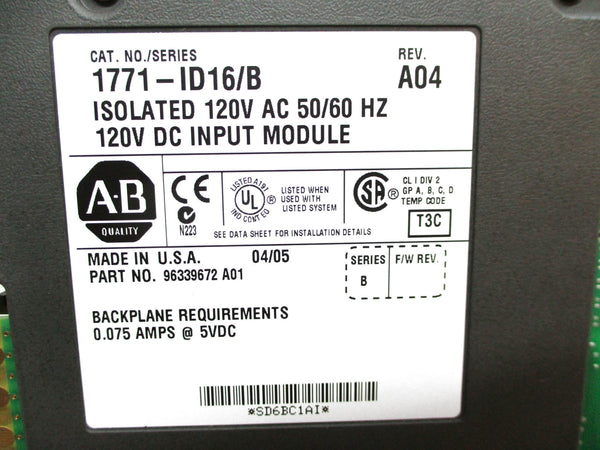 CAT. NO./SERIES REV.
1771-ID16/B A04
ISOLATED 120V AC 50/60 HZ
120V DC INPUT MODULE
A-B
QUALITY
CE
N223
LISTED A191
UL ®
IND CONT EQ
LISTED WHEN
USED WITH
LISTED SYSTEM
SA ®
CL I DIV 2
GP A, B, C, D
TEMP CODE
T3C
SEE DATA SHEET FOR INSTALLATION DETAILS
MADE IN U.S.A. 04/05
PART NO. 96339672 A01
SERIES F/W REV.
B
BACKPLANE REQUIREMENTS
0.075 AMPS @ 5VDC
*SD6BC1AI*